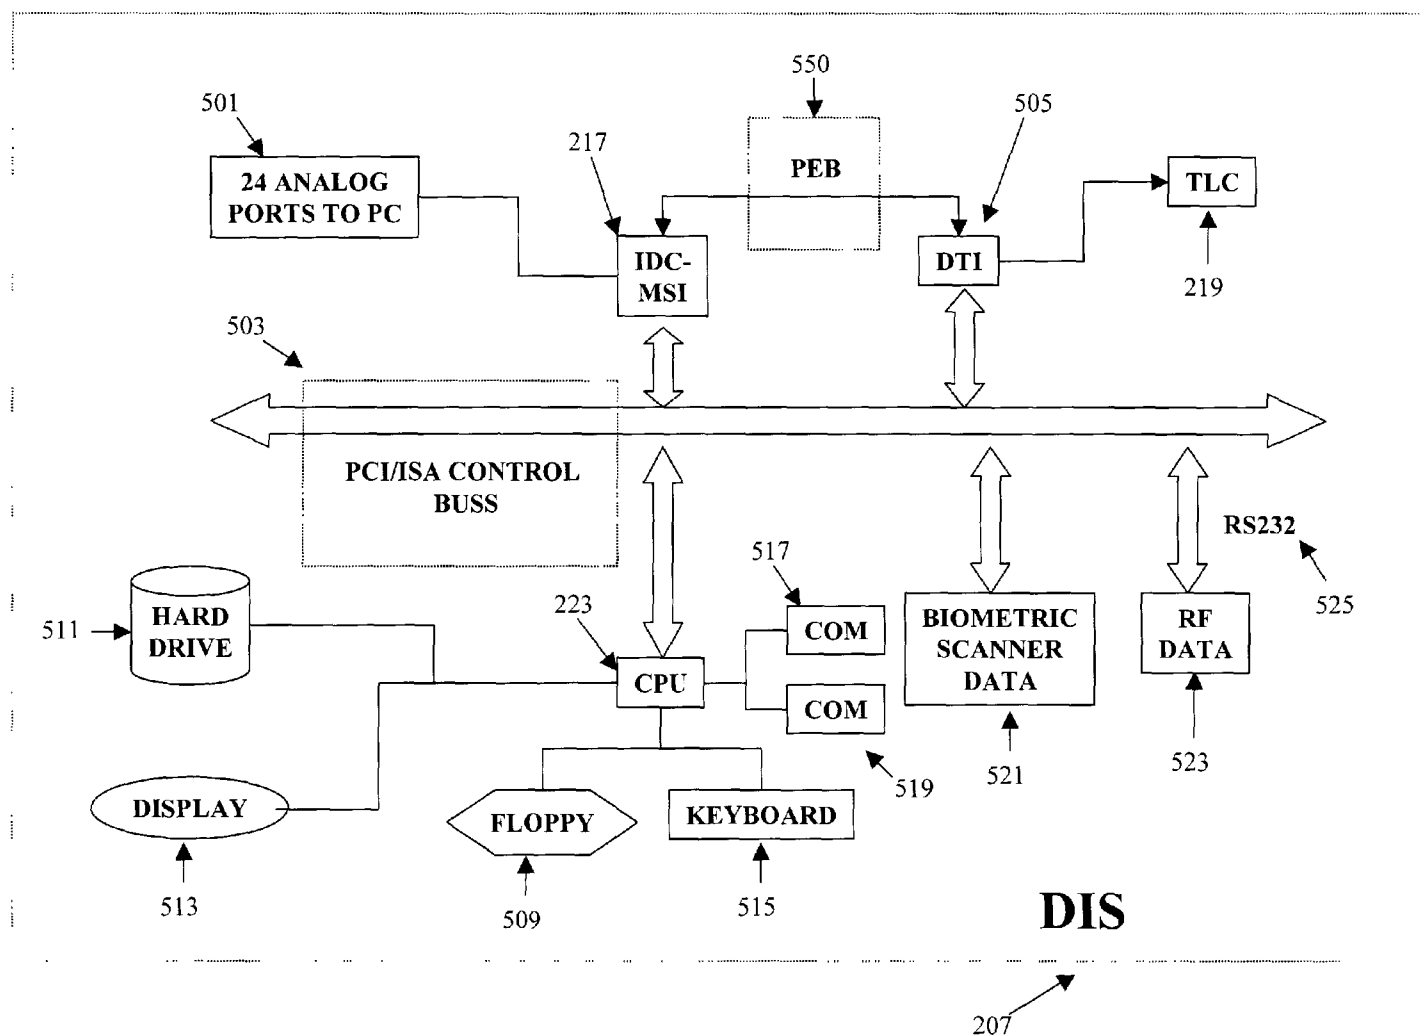 550
501
505
217
24 ANALOG
PORTS TO PC
PEB
TLC
IDC-
MSI
DTI
219
503
PCI/ISA CONTROL
BUSS
RS232
517
525
511
HARD
DRIVE
223
COM
BIOMETRIC
SCANNER
DATA
RF
DATA
CPU
COM
519
521
523
DISPLAY
FLOPPY
KEYBOARD
513
509
515
DIS
207